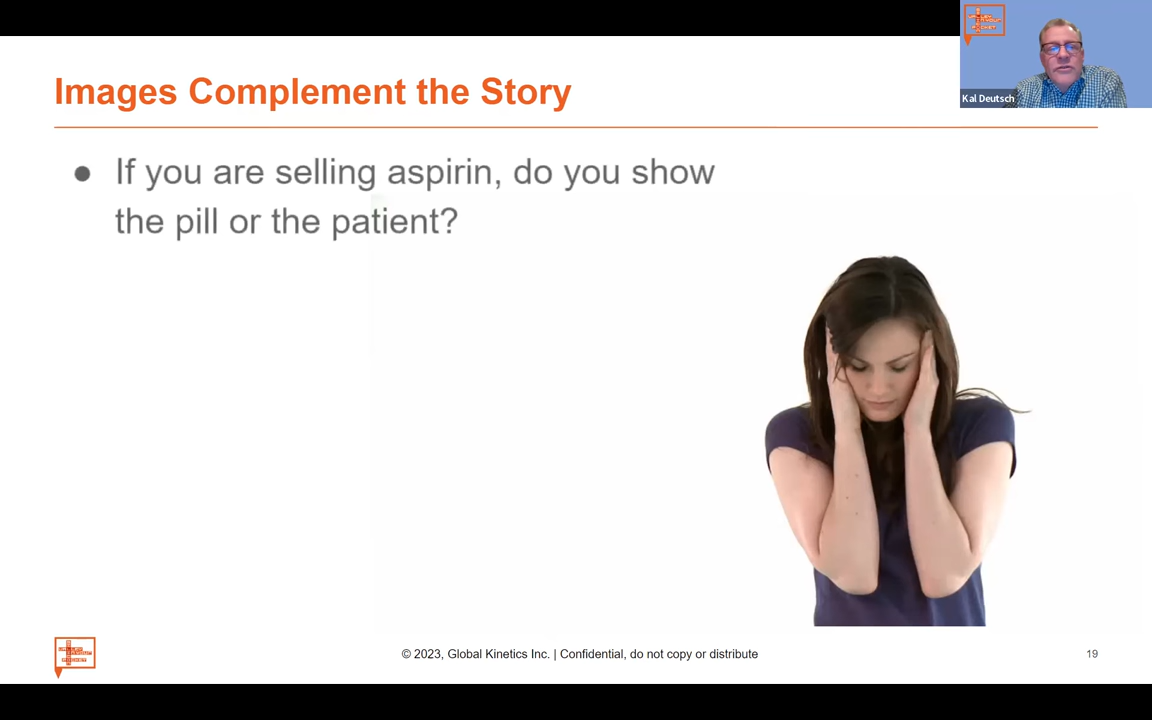 Images Complement the Story
Kal Deutsch
● If you are selling aspirin, do you show
the pill or the patient?
© 2023, Global Kinetics Inc. | Confidential, do not copy or distribute
19